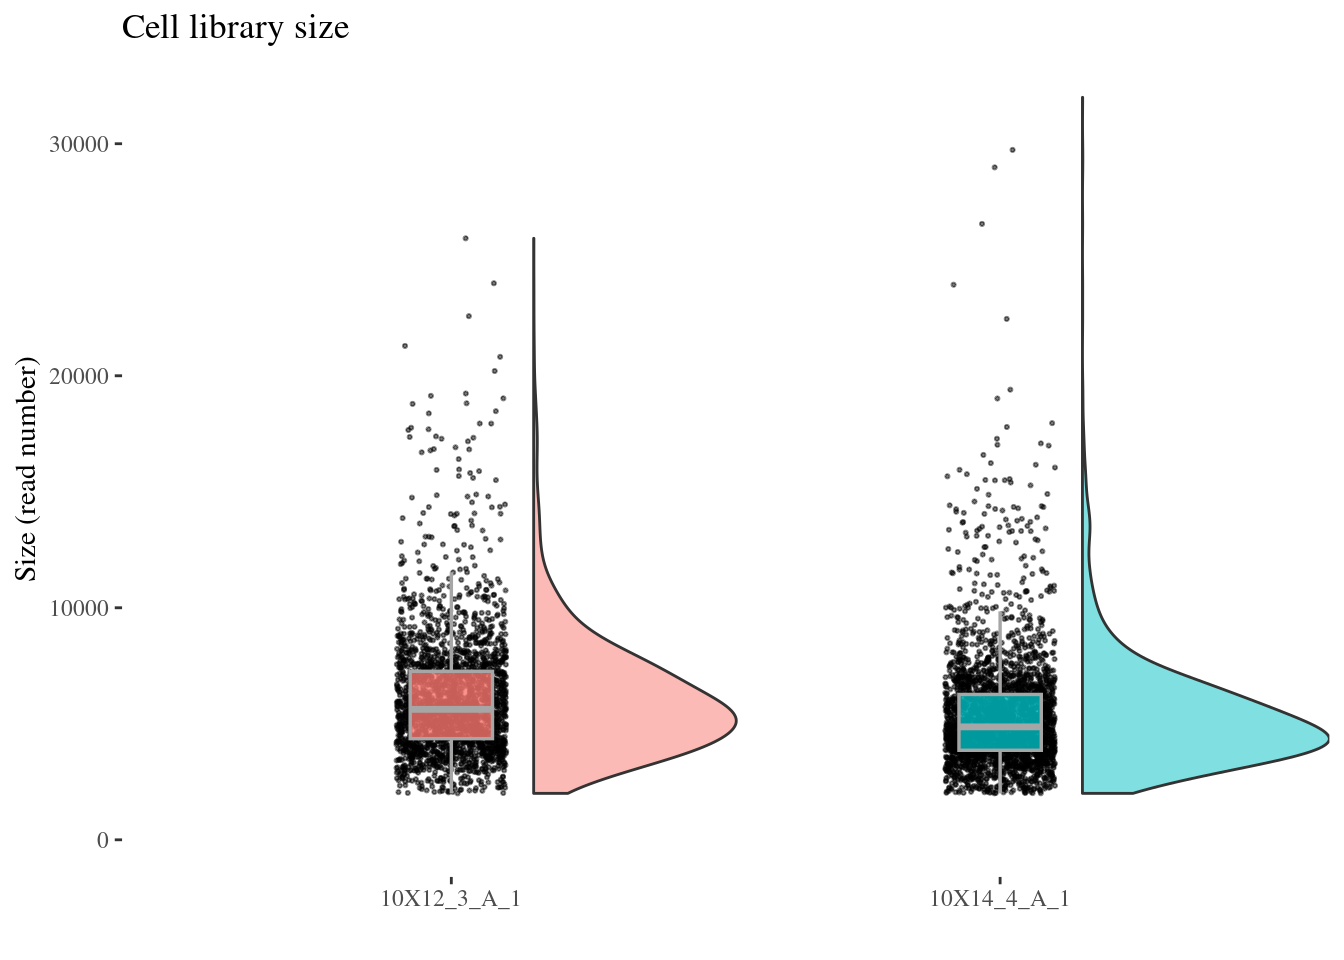 Cell library size
Size (read number)
30000
20000
10000
0
10X12_3_A_1
10X14_4_A_1